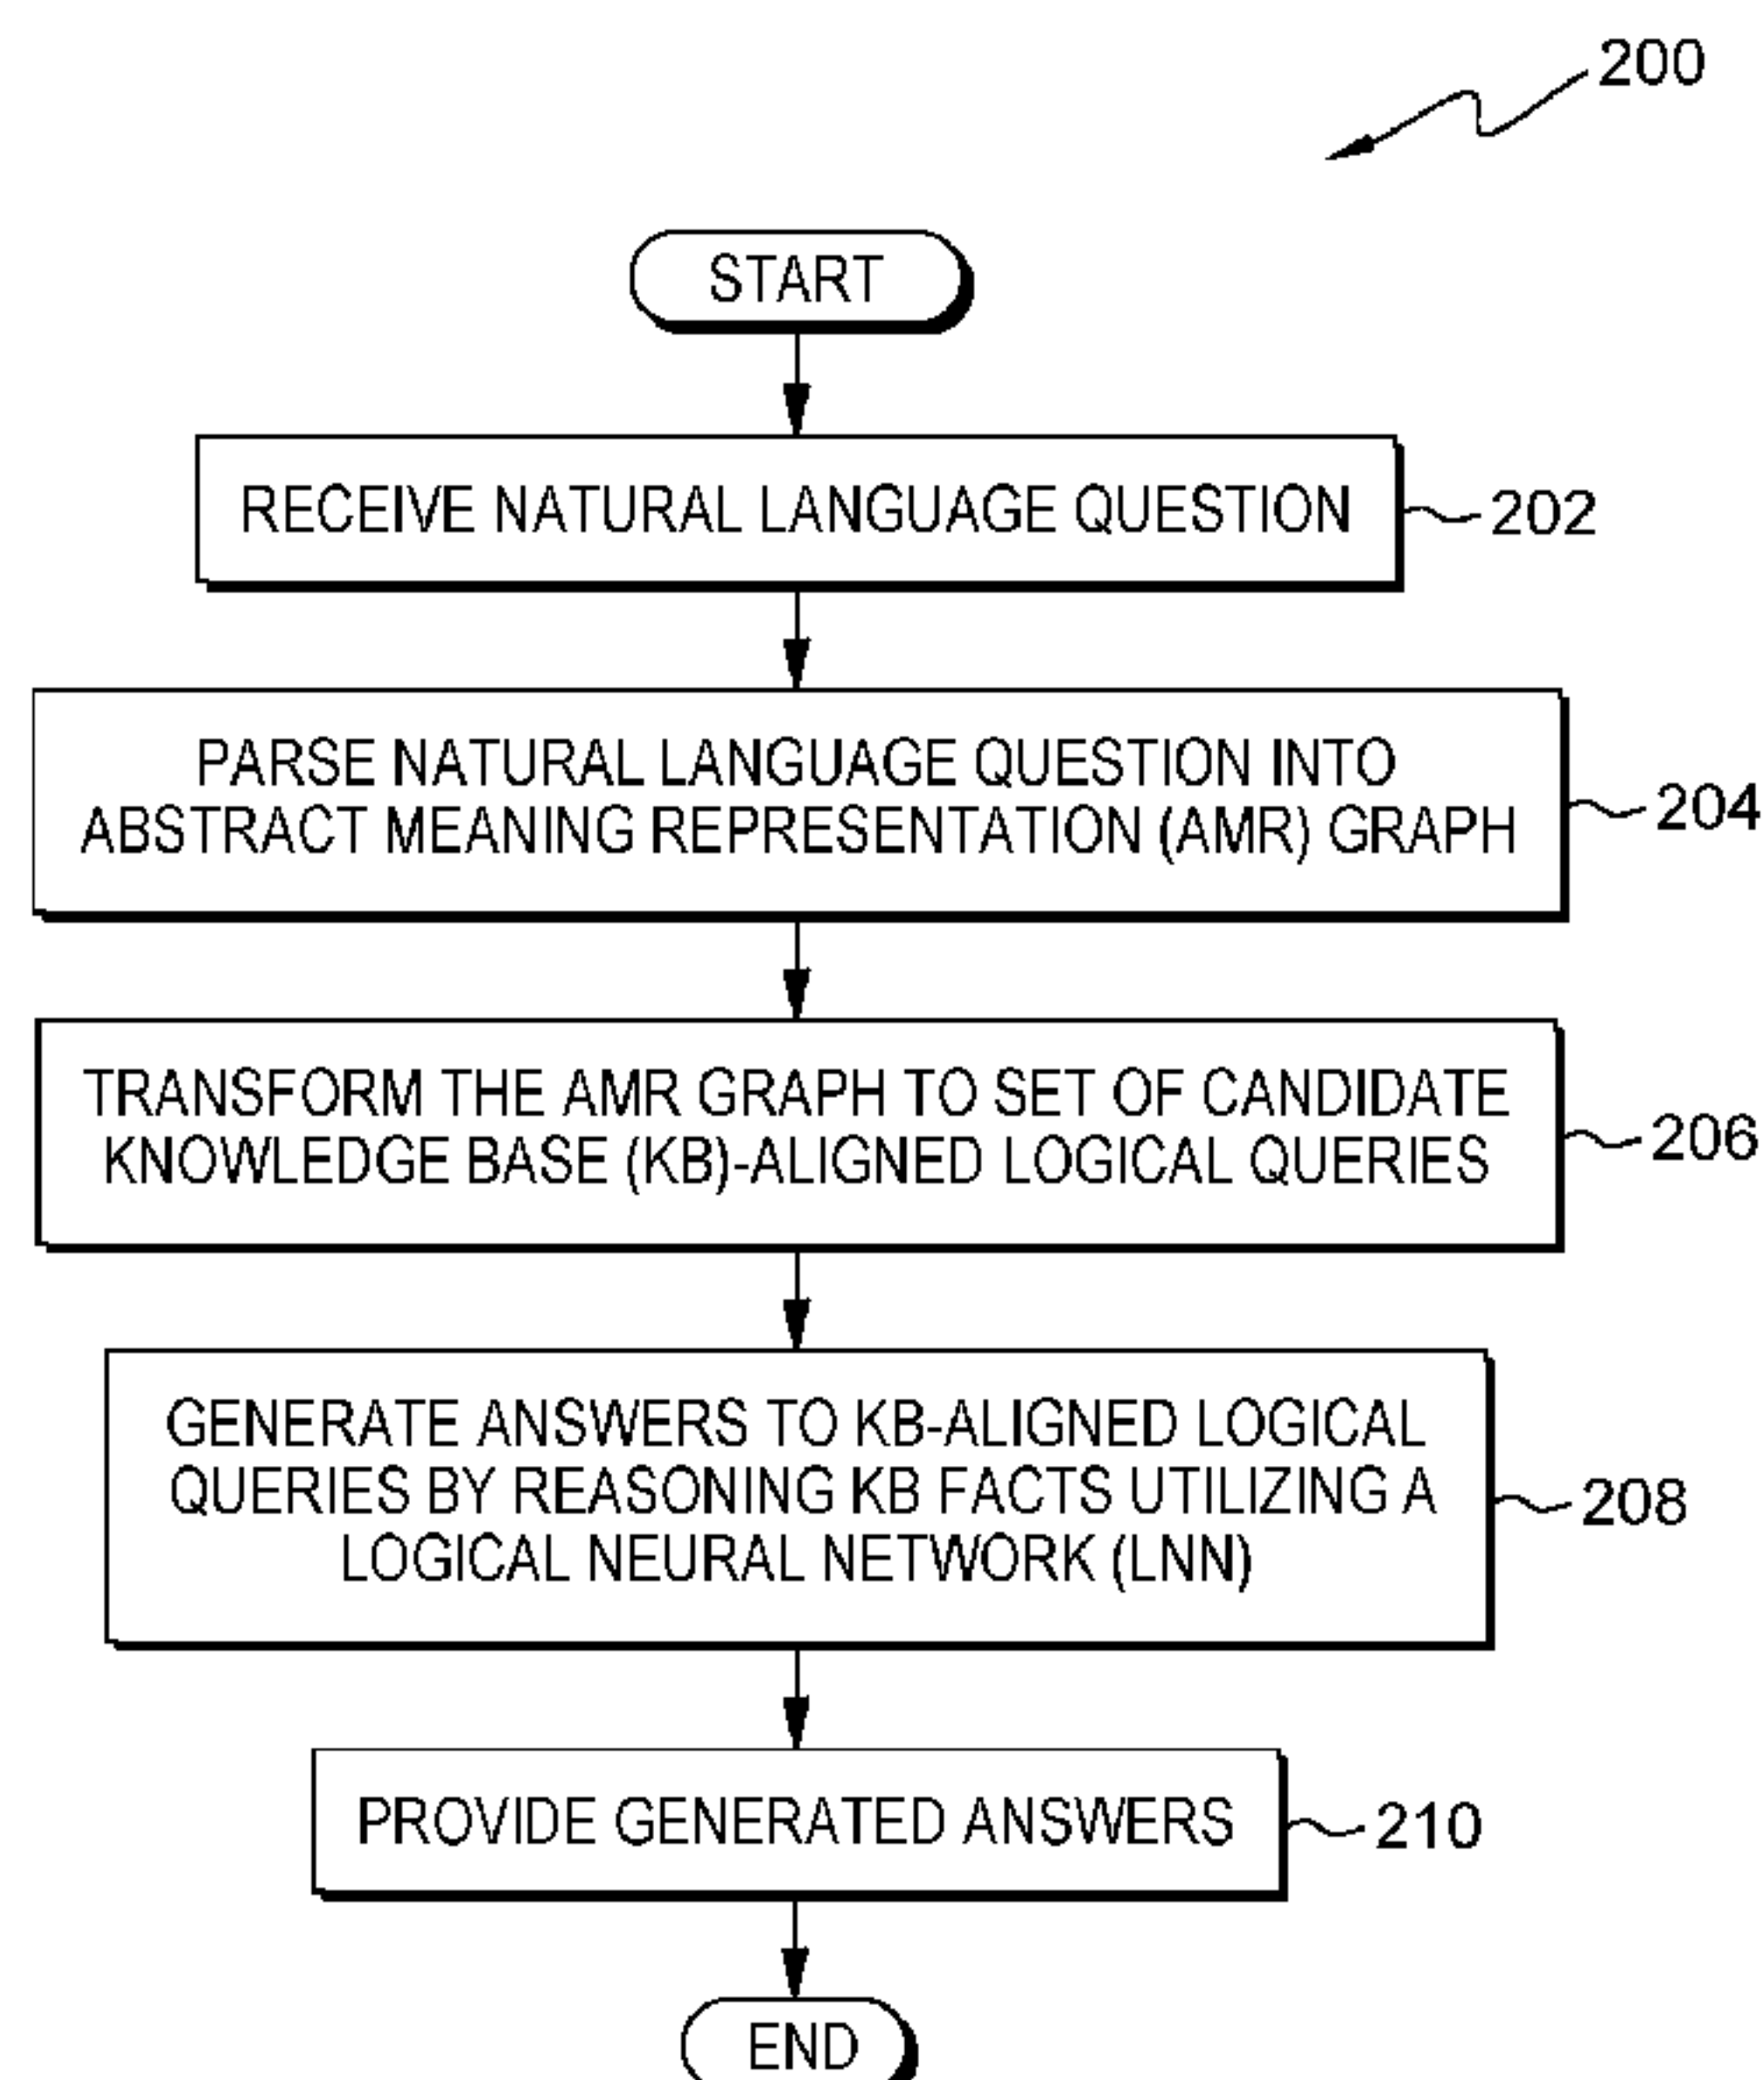 200
START
RECEIVE NATURAL LANGUAGE QUESTION
202
PARSE NATURAL LANGUAGE QUESTION INTO
ABSTRACT MEANING REPRESENTATION (AMR) GRAPH
204
TRANSFORM THE AMR GRAPH TO SET OF CANDIDATE
KNOWLEDGE BASE (KB)-ALIGNED LOGICAL QUERIES
206
GENERATE ANSWERS TO KB-ALIGNED LOGICAL
QUERIES BY REASONING KB FACTS UTILIZING A
LOGICAL NEURAL NETWORK (LNN)
208
PROVIDE GENERATED ANSWERS
210
END